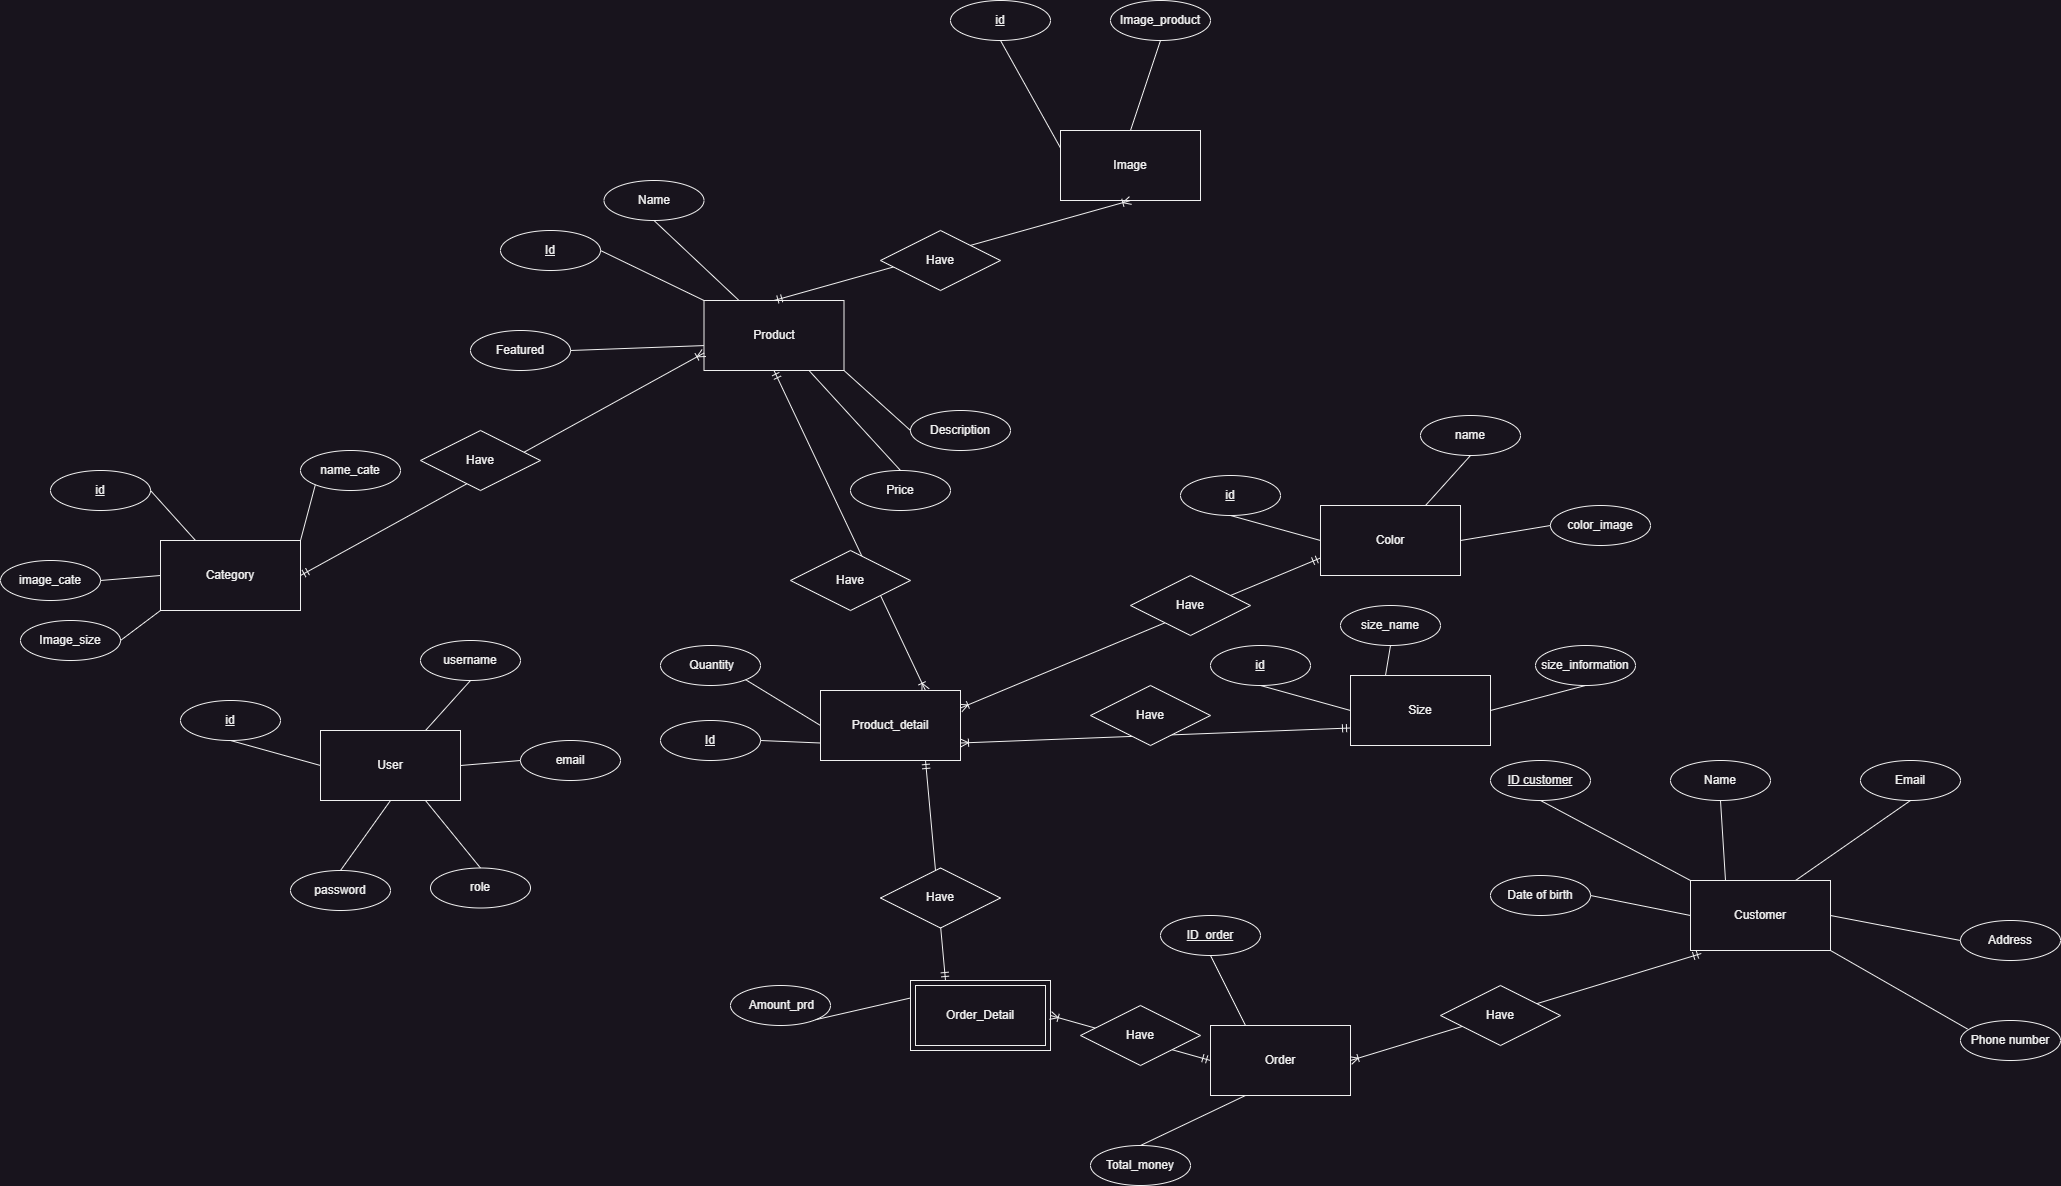 id
Image_product
Image
Name
Id
Have
Product
Featured
Description
Price
Have
name_cate
id
Category
image_cate
Image_size
name
id
color_image
Color
Have
Have
size_name
id
size_information
Size
Have
Quantity
Id
Product_detail
username
id
User
email
password
role
ID customer
Name
Email
Date of birth
Customer
Address
Phone number
Have
ID_order
Amount_prd
Order_Detail
Have
Order
Have
Total_money